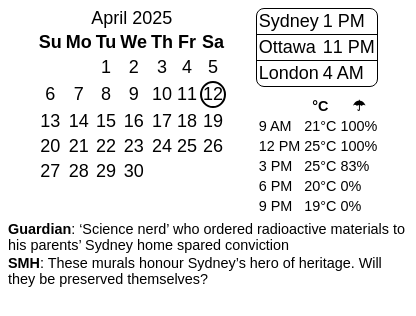 April 2025
Su Mo Tu We Th Fr Sa
1 2 3 4 5
6 7 8 9 10 11 12
13 14 15 16 17 18 19
20 21 22 23 24 25 26
27 28 29 30
Sydney 1 PM
Ottawa 11 PM
London 4 AM
°C ☂
9 AM 21°C 100%
12 PM 25°C 100%
3 PM 25°C 83%
6 PM 20°C 0%
9 PM 19°C 0%
Guardian: ‘Science nerd’ who ordered radioactive materials to
his parents’ Sydney home spared conviction
SMH: These murals honour Sydney’s hero of heritage. Will
they be preserved themselves?